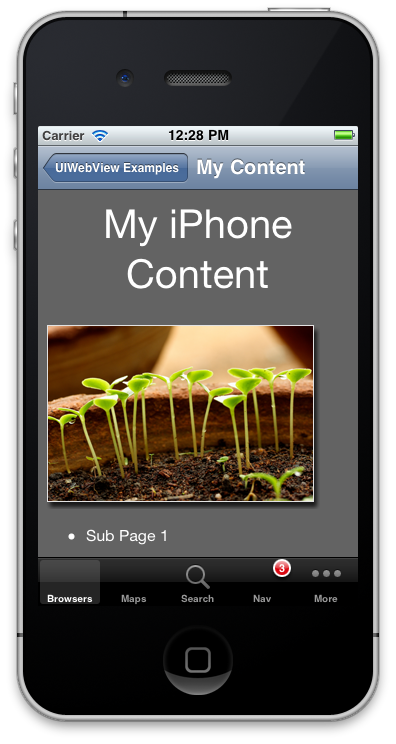 Carrier 12:28 PM
UIWebView Examples My Content
My iPhone
Content
Sub Page 1
3
Browsers Maps Search Nav More